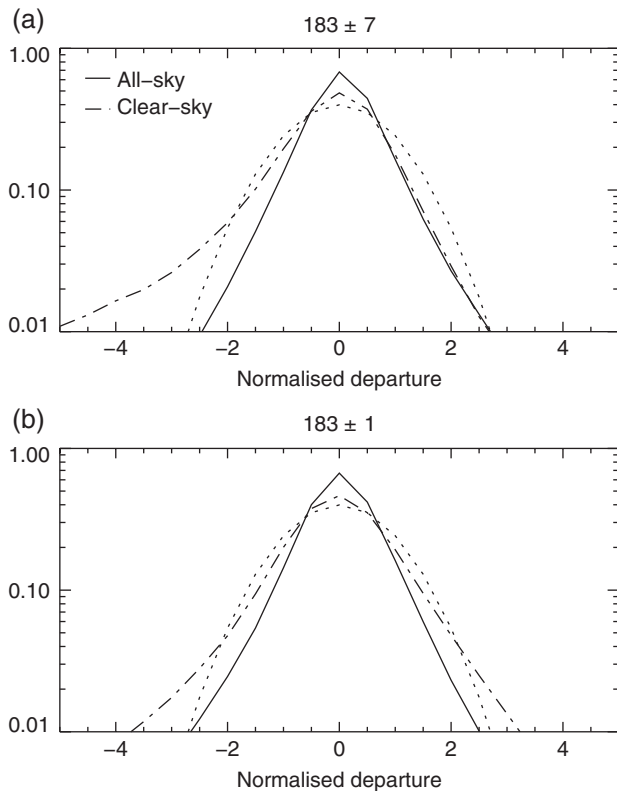 (a)
183 ± 7
1.00
0.10
0.01
All−sky
Clear−sky
−4 −2 0 2 4
Normalised departure
(b)
183 ± 1
1.00
0.10
0.01
−4 −2 0 2 4
Normalised departure